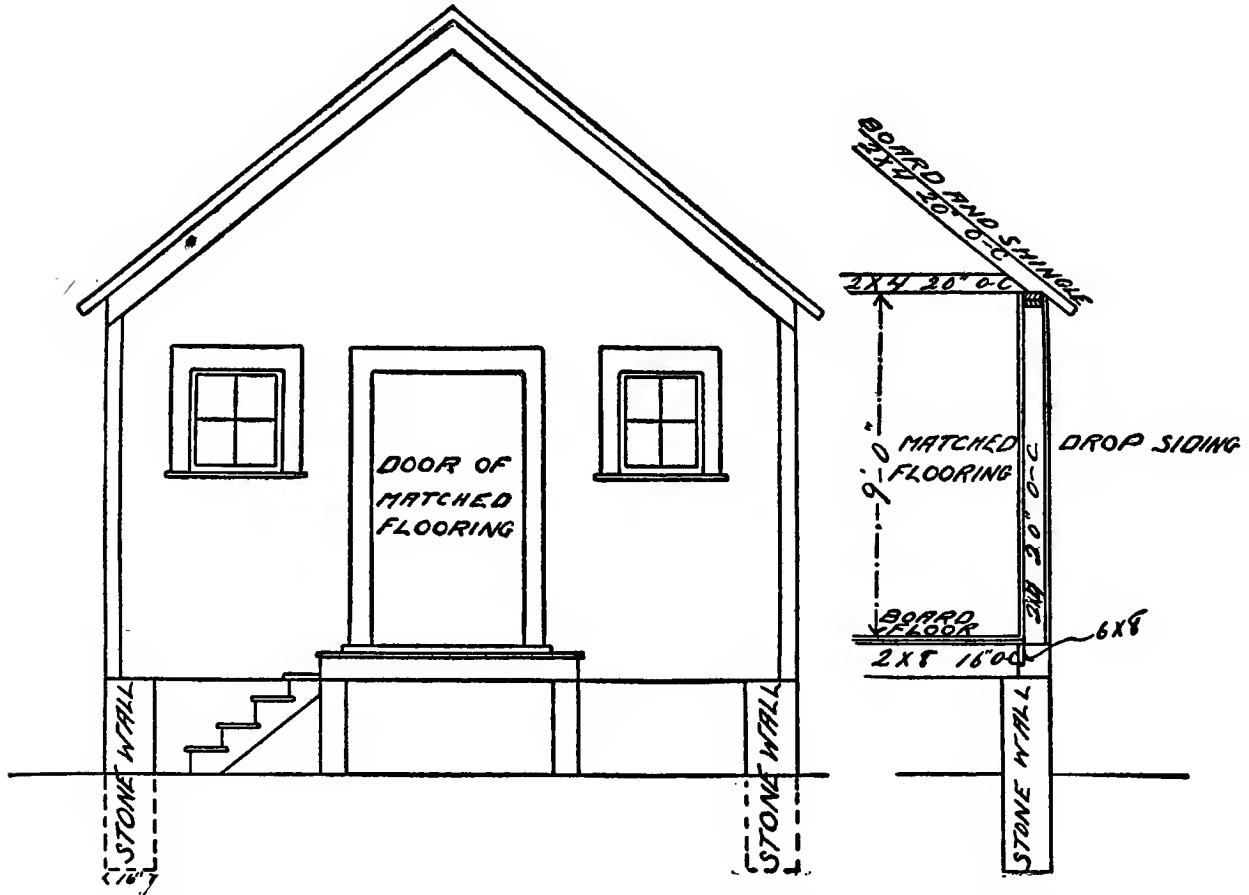 DOOR OF
MATCHED
FLOORING
STONE WALL
STONE WALL
16"
BOARD AND SHINGLE
2X4 20" O-C
2X4 20" O-C
9'-0"
MATCHED
FLOORING
DROP SIDING
2X4 20" O-C
BOARD
FLOOR
6X8
2X8 16"O-C
STONE WALL